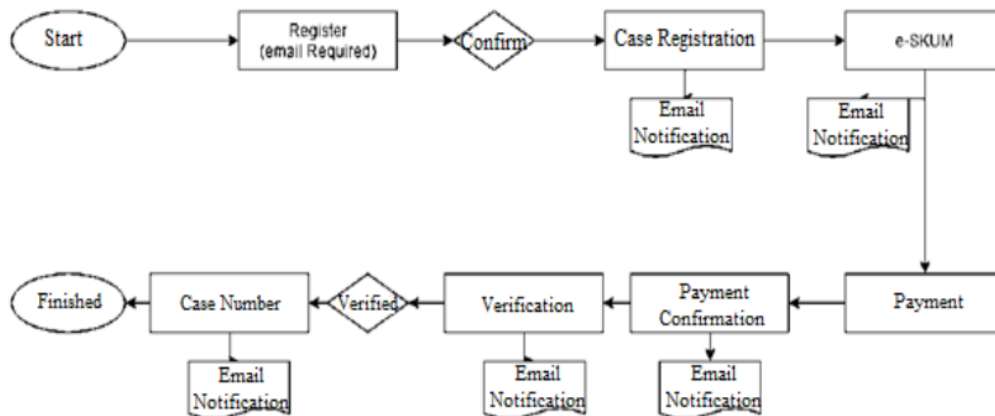 Start
Register
(email Required)
Confirm
Case Registration
e-SKUM
Email
Notification
Email
Notification
Finished
Case Number
Verified
Verification
Payment
Confirmation
Payment
Email
Notification
Email
Notification
Email
Notification